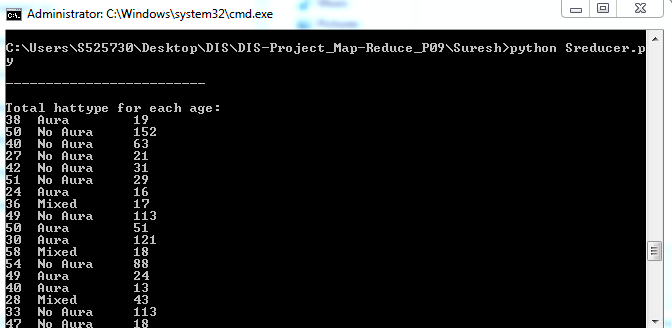 Administrator: C:\Windows\system32\cmd.exe
C:\Users\S525730\Desktop\DIS\DIS-Project_Map-Reduce_P09\Suresh>python Sreducer.p
y
-------------------------
Total hattype for each age:
38 Aura 19
50 No Aura 152
40 No Aura 63
27 No Aura 21
42 No Aura 31
51 No Aura 29
24 Aura 16
36 Mixed 17
49 No Aura 113
50 Aura 51
30 Aura 121
58 Mixed 18
54 No Aura 88
49 Aura 24
40 Aura 13
28 Mixed 43
33 No Aura 113
47 No Aura 18